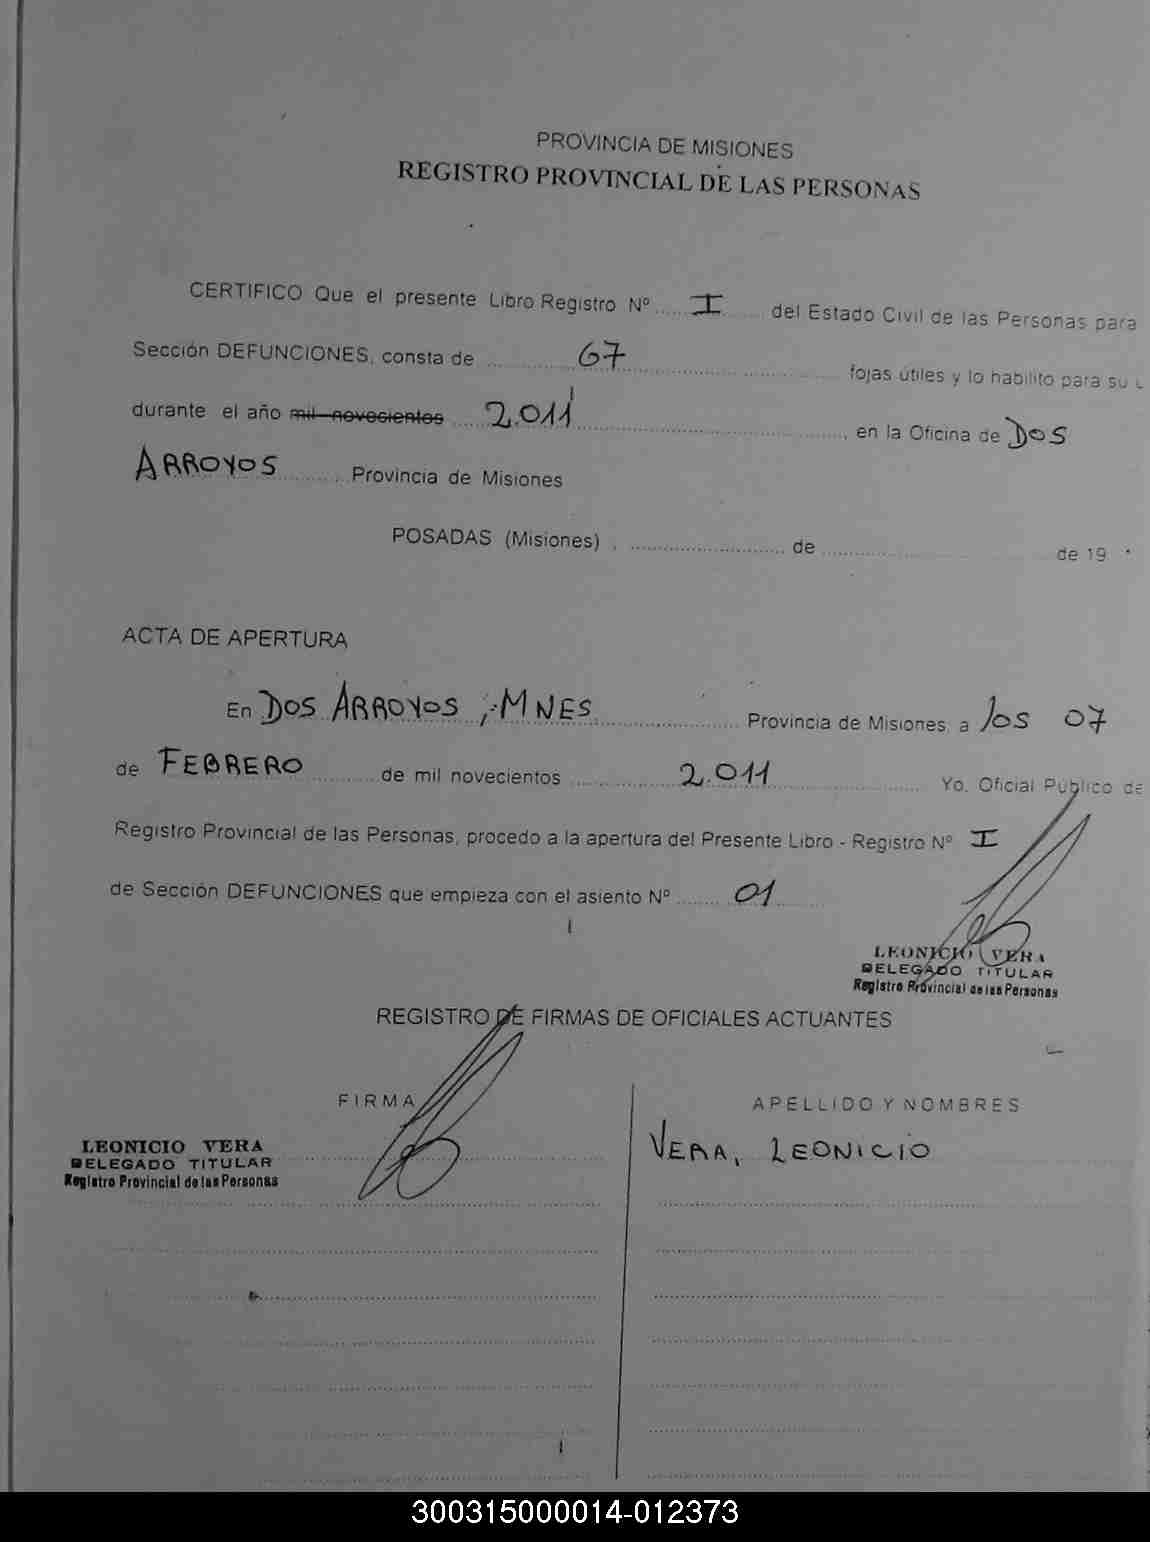 PROVINCIA DE MISIONES
REGISTRO PROVINCIAL DE LAS PERSONAS
CERTIFICO Que el presente Libro Registro Nº I del Estado Civil de las Personas para
Sección DEFUNCIONES, consta de 67 fojas útiles y lo habilito para su
durante el año mil novecientos 2.011 en la Oficina de DOS
ARROYOS Provincia de Misiones
POSADAS (Misiones) , de de 19
ACTA DE APERTURA
En DOS ARROYOS ; MNES. Provincia de Misiones, a los 07
de FEBRERO de mil novecientos 2.011 Yo, Oficial Público de
Registro Provincial de las Personas, procedo a la apertura del Presente Libro - Registro Nº I
de Sección DEFUNCIONES que empieza con el asiento Nº 01
LEONICIO VERA
DELEGADO TITULAR
Registro Provincial de las Personas
REGISTRO DE FIRMAS DE OFICIALES ACTUANTES
FIRMA APELLIDO Y NOMBRES
LEONICIO VERA
DELEGADO TITULAR
Registro Provincial de las Personas
VERA, LEONICIO
300315000014-012373